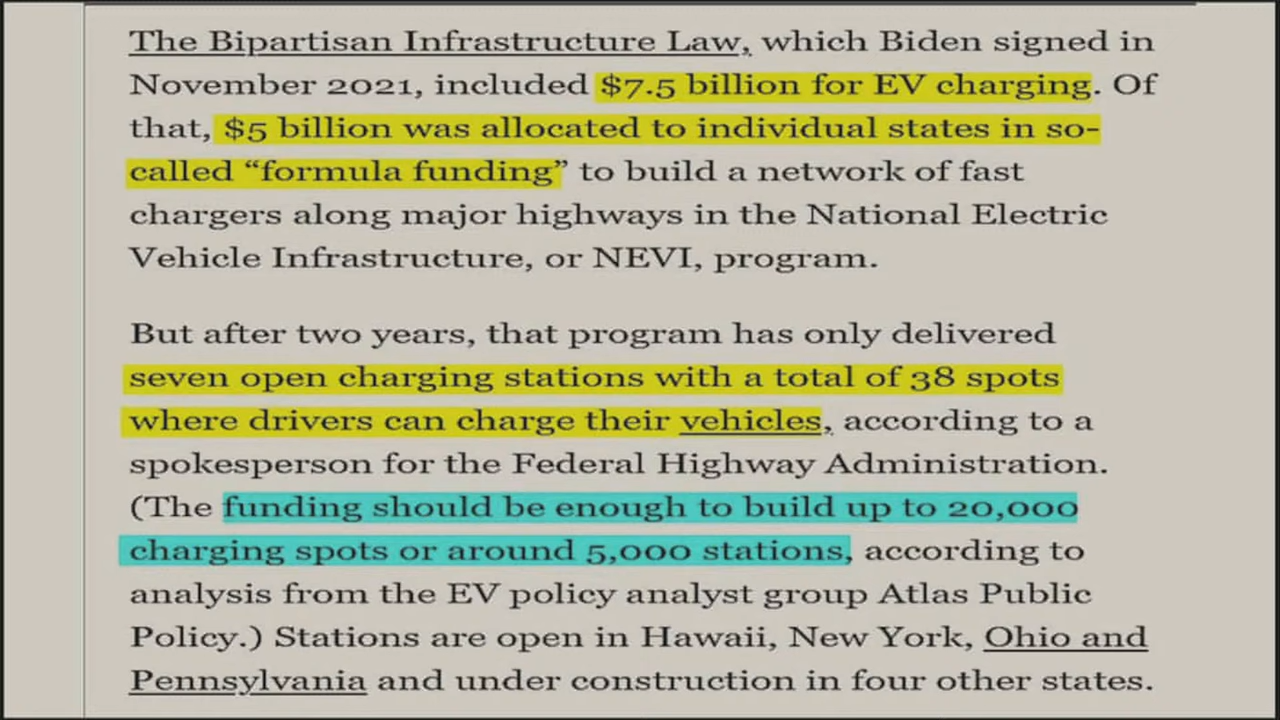 The Bipartisan Infrastructure Law, which Biden signed in
November 2021, included $7.5 billion for EV charging. Of
that, $5 billion was allocated to individual states in so-
called “formula funding” to build a network of fast
chargers along major highways in the National Electric
Vehicle Infrastructure, or NEVI, program.
But after two years, that program has only delivered
seven open charging stations with a total of 38 spots
where drivers can charge their vehicles, according to a
spokesperson for the Federal Highway Administration.
(The funding should be enough to build up to 20,000
charging spots or around 5,000 stations, according to
analysis from the EV policy analyst group Atlas Public
Policy.) Stations are open in Hawaii, New York, Ohio and
Pennsylvania and under construction in four other states.